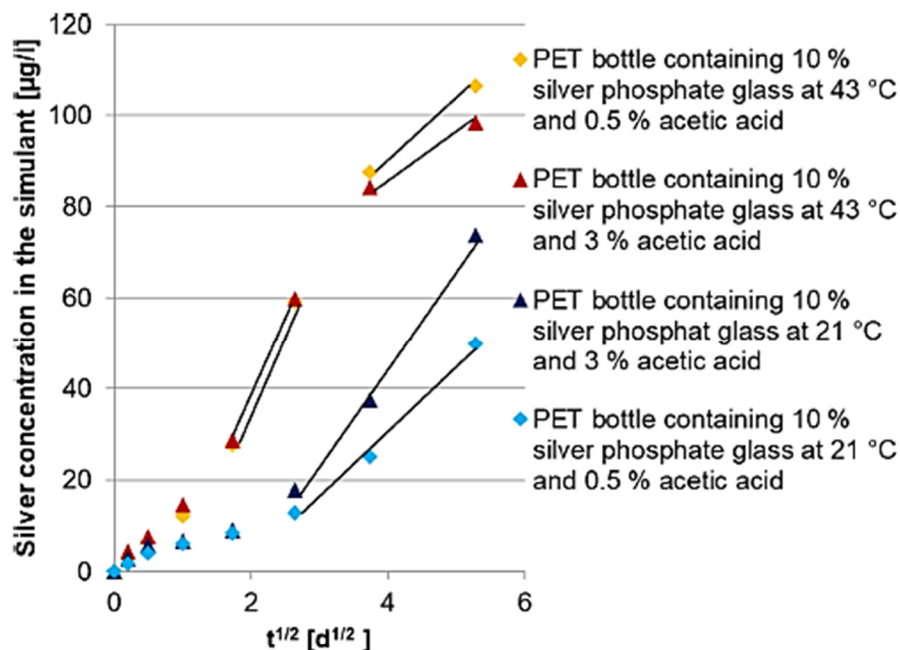 120
100
80
60
40
20
0
0
2
4
6
Silver concentration in the simulant [µg/l]
t1/2 [d1/2 ]
PET bottle containing 10 %
silver phosphate glass at 43 °C
and 0.5 % acetic acid
PET bottle containing 10 %
silver phosphate glass at 43 °C
and 3 % acetic acid
PET bottle containing 10 %
silver phosphat glass at 21 °C
and 3 % acetic acid
PET bottle containing 10 %
silver phosphate glass at 21 °C
and 0.5 % acetic acid